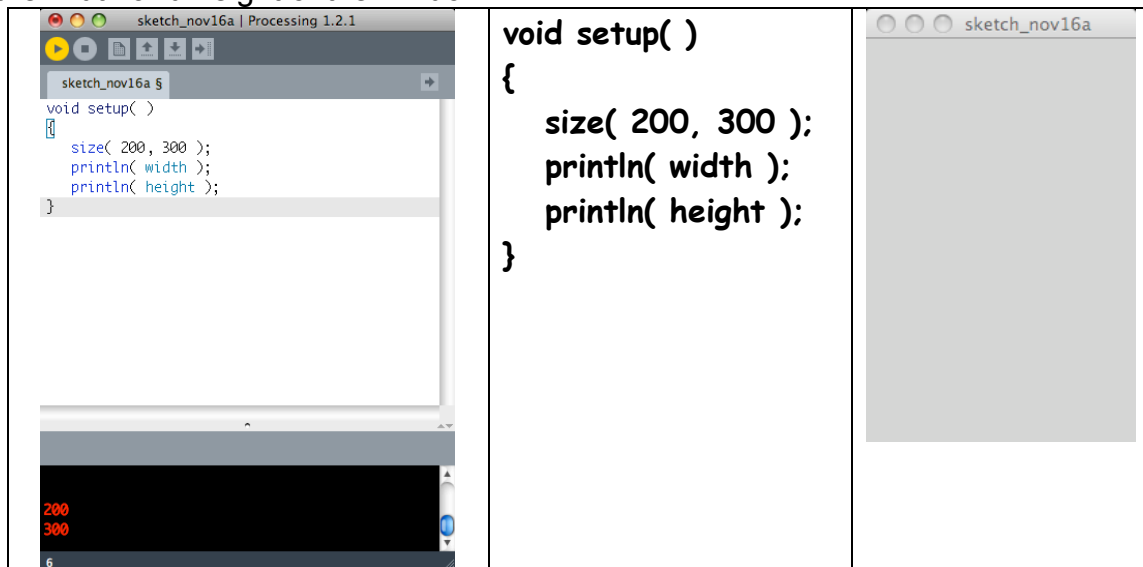 sketch_nov16a | Processing 1.2.1
sketch_nov16a §
void setup( )
{
size( 200, 300 );
println( width );
println( height );
}
200
300
6
void setup( )
{
size( 200, 300 );
println( width );
println( height );
}
sketch_nov16a